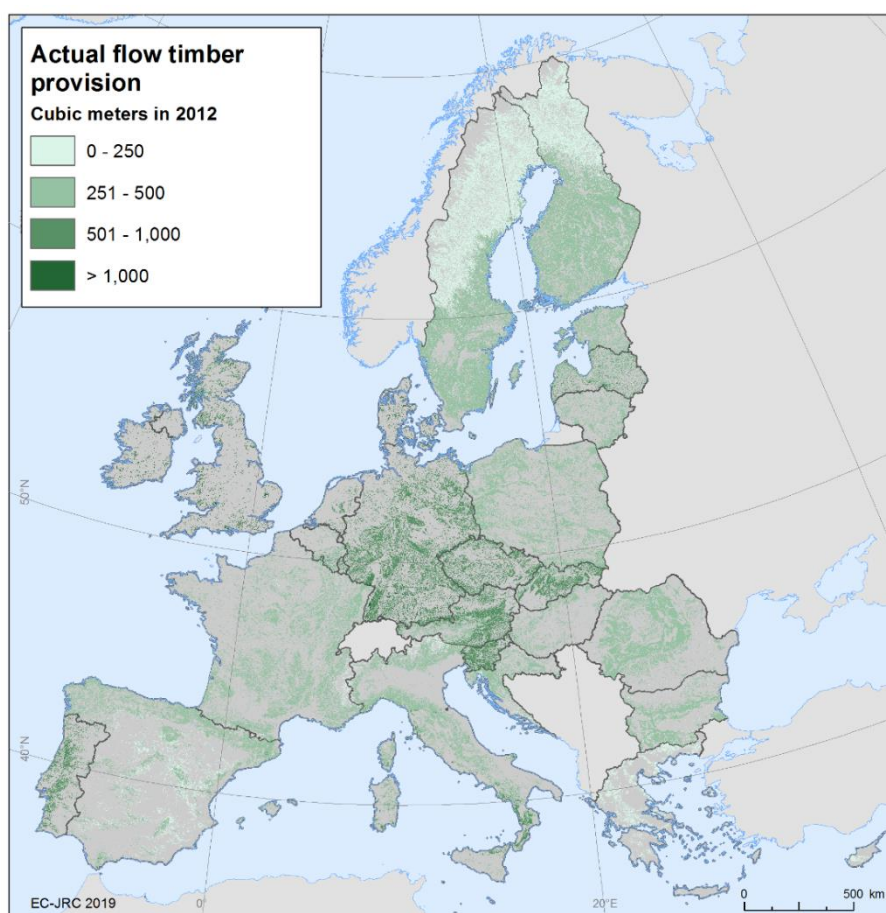 Actual flow timber
provision
Cubic meters in 2012
0 - 250
251 - 500
501 - 1,000
> 1,000
50°N
40°N
EC-JRC 2019
0°
20°E
0
500 km